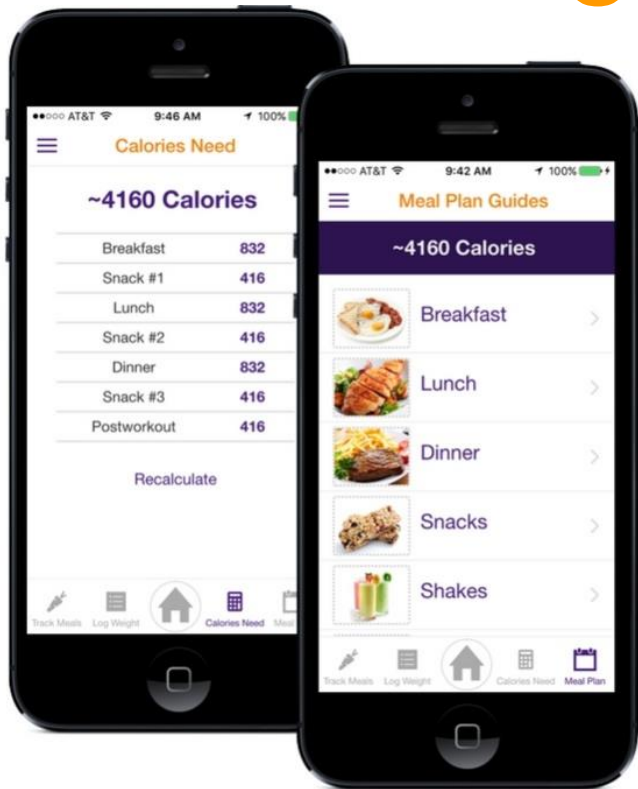 ●●○○○ AT&T 9:46 AM 100%
Calories Need
~4160 Calories
Breakfast 832
Snack #1 416
Lunch 832
Snack #2 416
Dinner 832
Snack #3 416
Postworkout 416
Recalculate
Track Meals Log Weight Calories Need Meal
●●○○○ AT&T 9:42 AM 100%
Meal Plan Guides
~4160 Calories
Breakfast
Lunch
Dinner
Snacks
Shakes
Track Meals Log Weight Calories Need Meal Plan